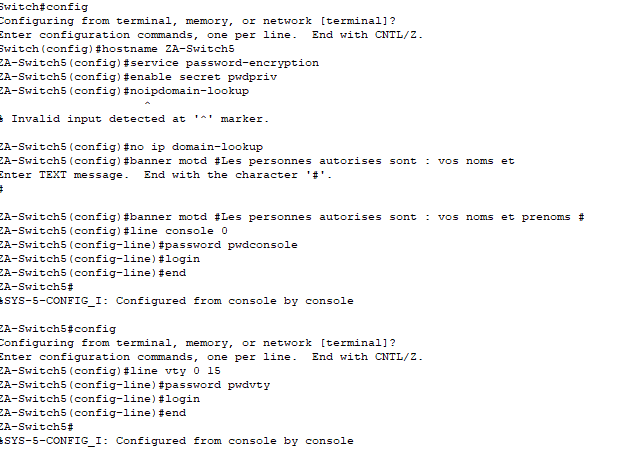 Switch#config
Configuring from terminal, memory, or network [terminal]?
Enter configuration commands, one per line.  End with CNTL/Z.
Switch(config)#hostname ZA-Switch5
ZA-Switch5(config)#service password-encryption
ZA-Switch5(config)#enable secret pwdpriv
ZA-Switch5(config)#noipdomain-lookup
^
% Invalid input detected at '^' marker.
ZA-Switch5(config)#no ip domain-lookup
ZA-Switch5(config)#banner motd #Les personnes autorises sont : vos noms et
Enter TEXT message.  End with the character '#'.
#
ZA-Switch5(config)#banner motd #Les personnes autorises sont : vos noms et prenoms #
ZA-Switch5(config)#line console 0
ZA-Switch5(config-line)#password pwdconsole
ZA-Switch5(config-line)#login
ZA-Switch5(config-line)#end
ZA-Switch5#
%SYS-5-CONFIG_I: Configured from console by console
ZA-Switch5#config
Configuring from terminal, memory, or network [terminal]?
Enter configuration commands, one per line.  End with CNTL/Z.
ZA-Switch5(config)#line vty 0 15
ZA-Switch5(config-line)#password pwdvty
ZA-Switch5(config-line)#login
ZA-Switch5(config-line)#end
ZA-Switch5#
%SYS-5-CONFIG_I: Configured from console by console